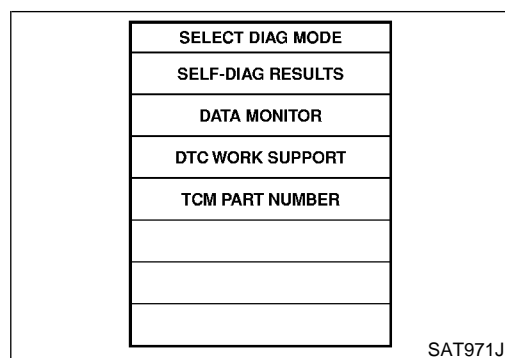 SELECT DIAG MODE
SELF-DIAG RESULTS
DATA MONITOR
DTC WORK SUPPORT
TCM PART NUMBER
SAT971J